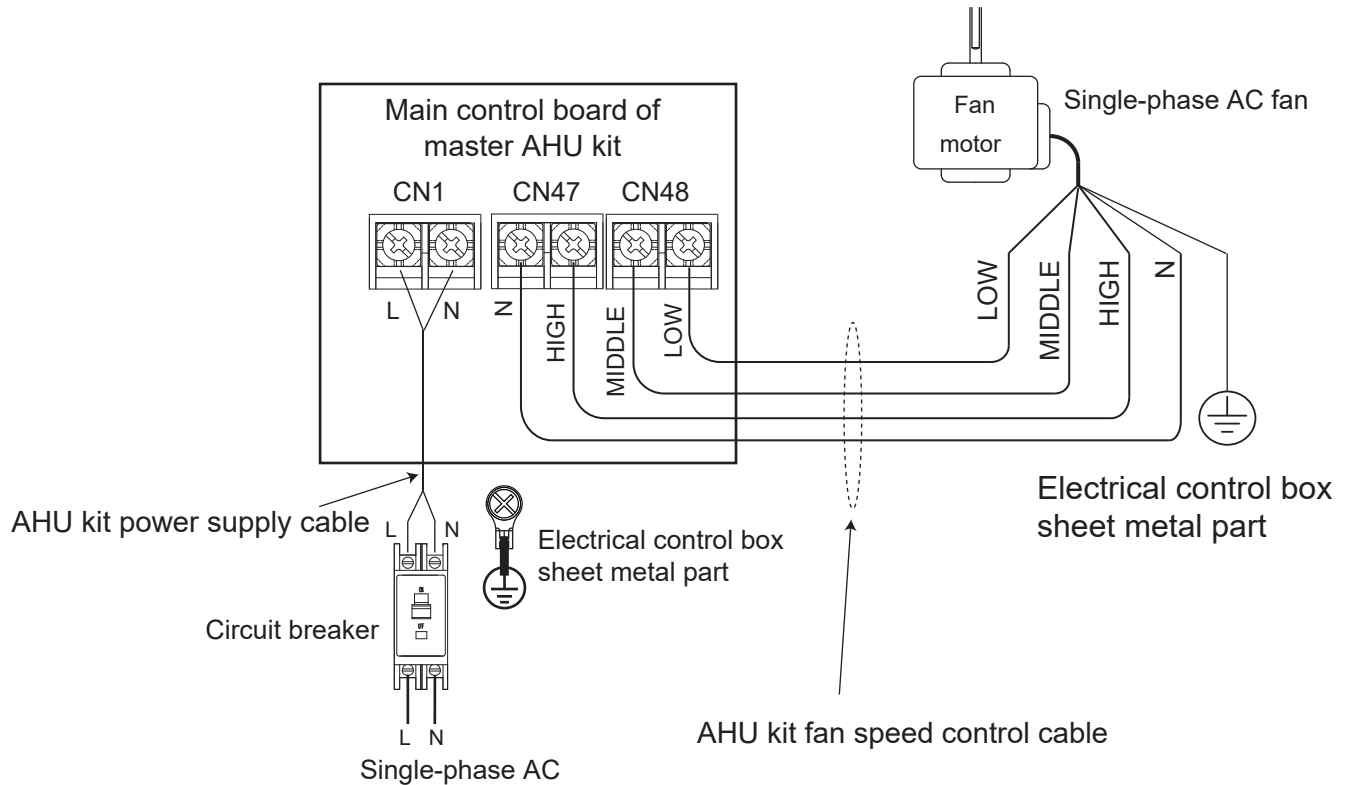 Main control board of
master AHU kit
CN1
CN47
CN48
L
N
N
HIGH
MIDDLE
LOW
Fan
motor
Single-phase AC fan
LOW
MIDDLE
HIGH
N
Electrical control box
sheet metal part
AHU kit power supply cable
L
N
Electrical control box
sheet metal part
Circuit breaker
L
N
Single-phase AC
AHU kit fan speed control cable